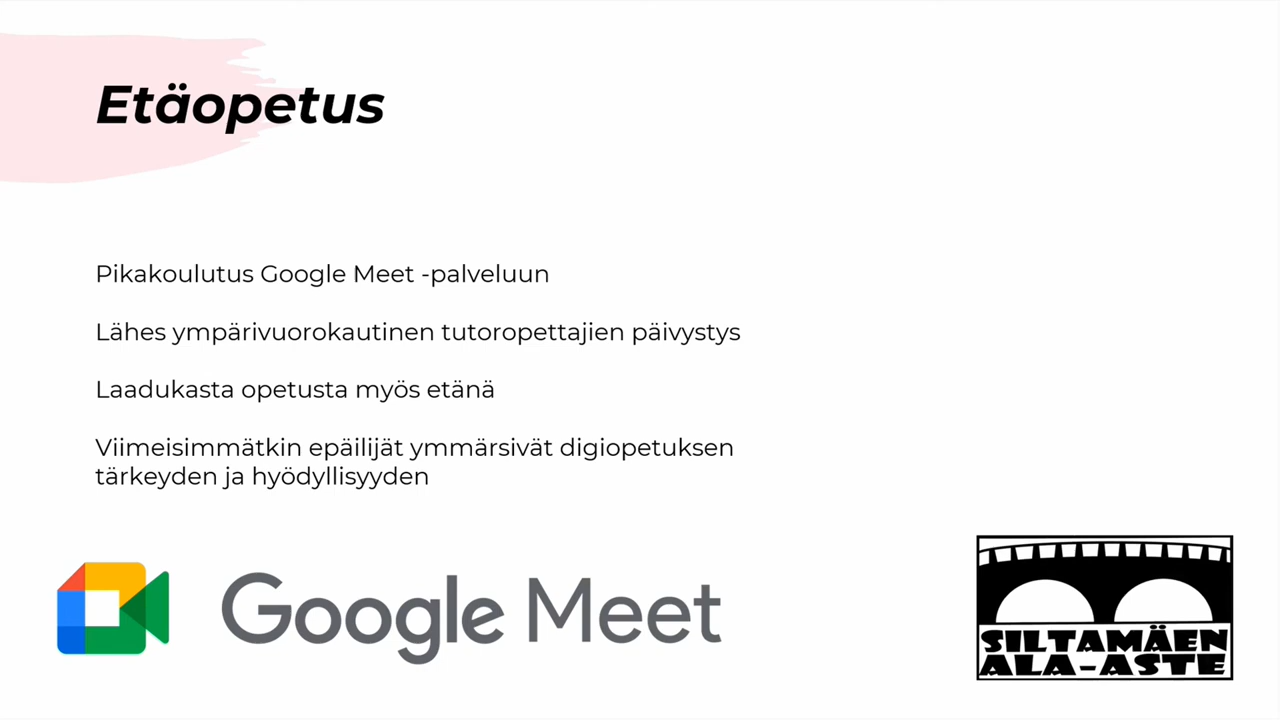 Etäopetus
Pikakoulutus Google Meet -palveluun
Lähes ympärivuorokautinen tutoropettajien päivystys
Laadukasta opetusta myös etänä
Viimeisimmätkin epäilijät ymmärsivät digiopetuksen
tärkeyden ja hyödyllisyyden
Google Meet
SILTAMÄEN
ALA-ASTE